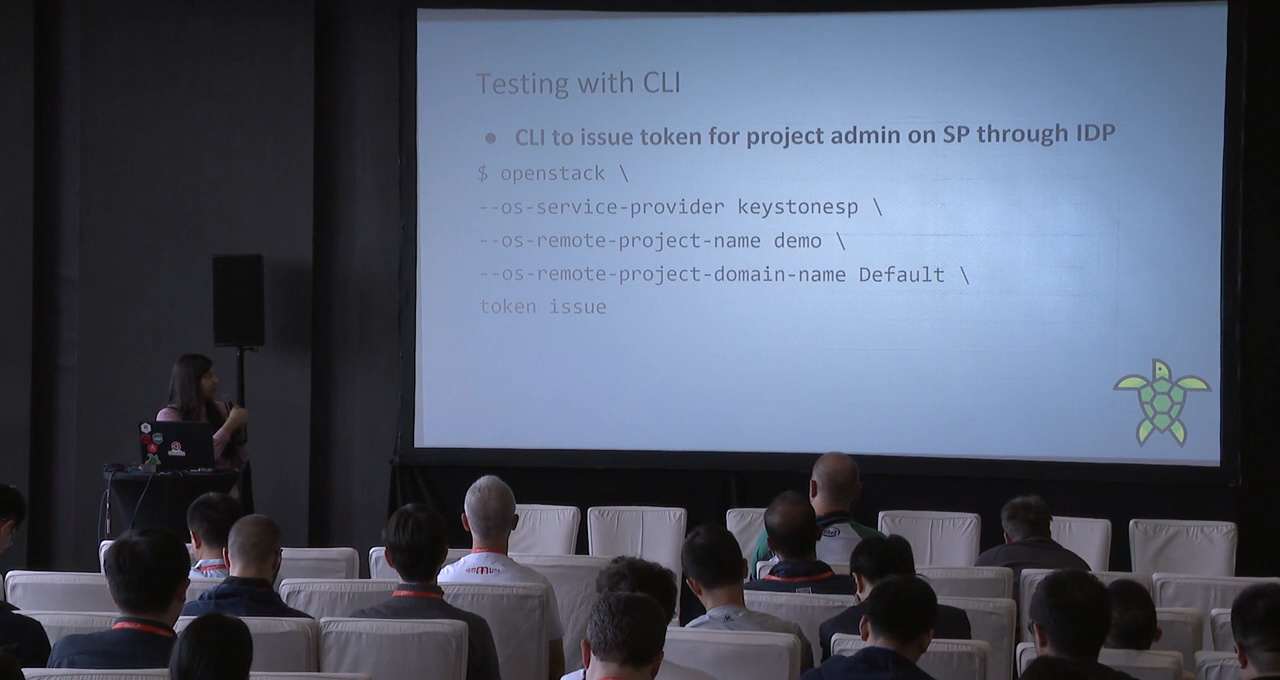 Testing with CLI
● CLI to issue token for project admin on SP through IDP
$ openstack \
--os-service-provider keystonesp \
--os-remote-project-name demo \
--os-remote-project-domain-name Default \
token issue
(intel)